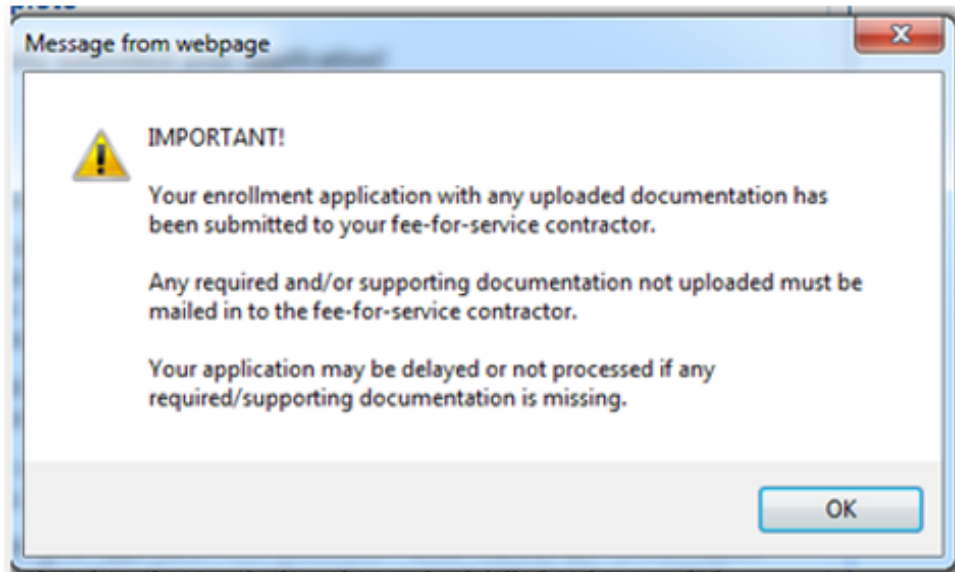 Message from webpage
IMPORTANT!
Your enrollment application with any uploaded documentation has
been submitted to your fee-for-service contractor.
Any required and/or supporting documentation not uploaded must be
mailed in to the fee-for-service contractor.
Your application may be delayed or not processed if any
required/supporting documentation is missing.
OK